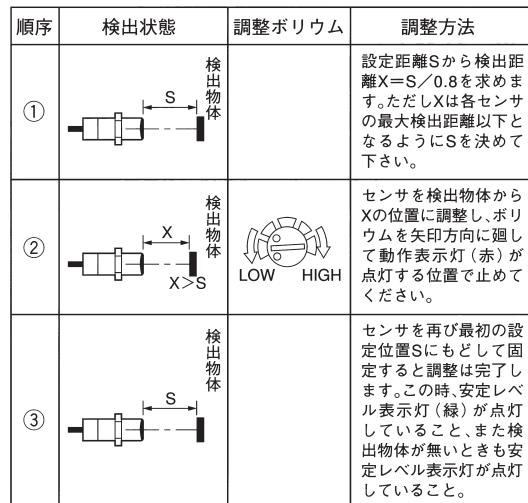 順序 検出状態 調整ボリウム 調整方法
①
検出物体
S
設定距離Sから検出距
離X＝S／0.8を求めま
す。ただしXは各センサ
の最大検出距離以下と
なるようにSを決めて
下さい。
②
検出物体
X
X＞S
LOW HIGH
センサを検出物体から
Xの位置に調整し、ボリ
ウムを矢印方向に廻し
て動作表示灯（赤）が
点灯する位置で止めて
ください。
③
検出物体
S
センサを再び最初の設
定位置Sにもどして固
定すると調整は完了し
ます。この時、安定レベ
ル表示灯（緑）が点灯
していること、また検
出物体が無いときも安
定レベル表示灯が点灯
していること。